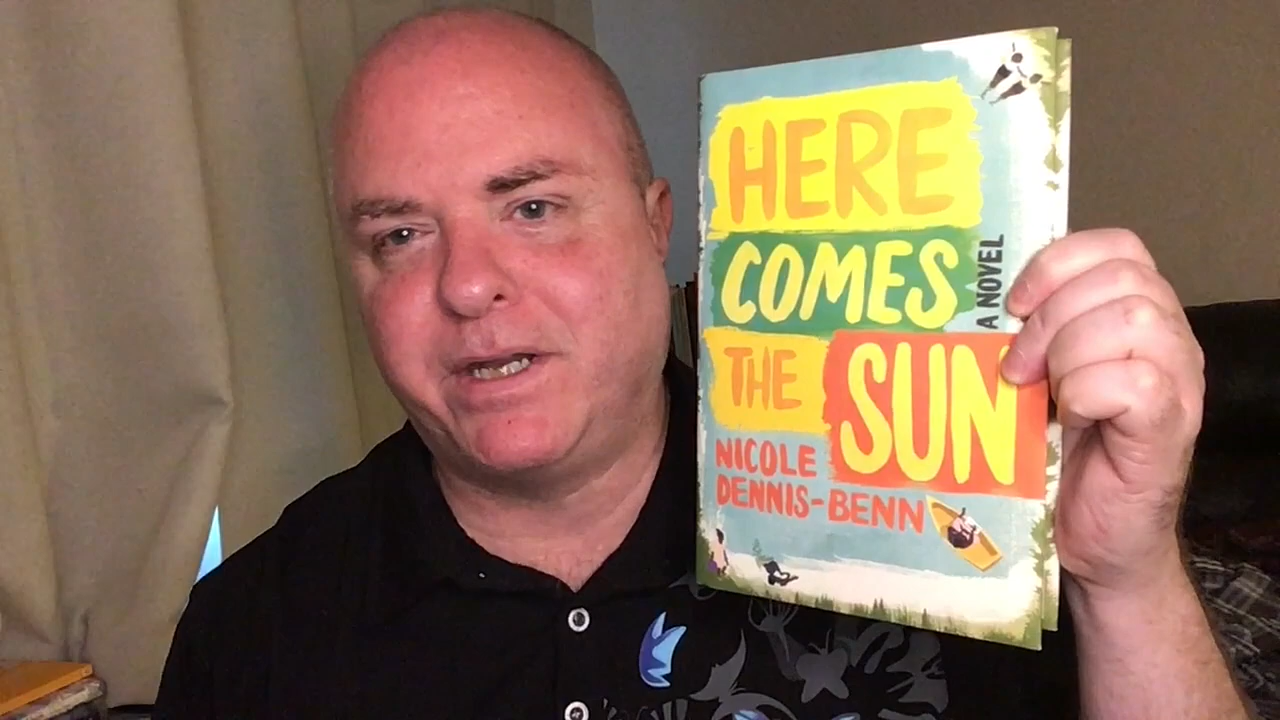 HERE
COMES
THE SUN
A NOVEL
NICOLE
DENNIS-BENN